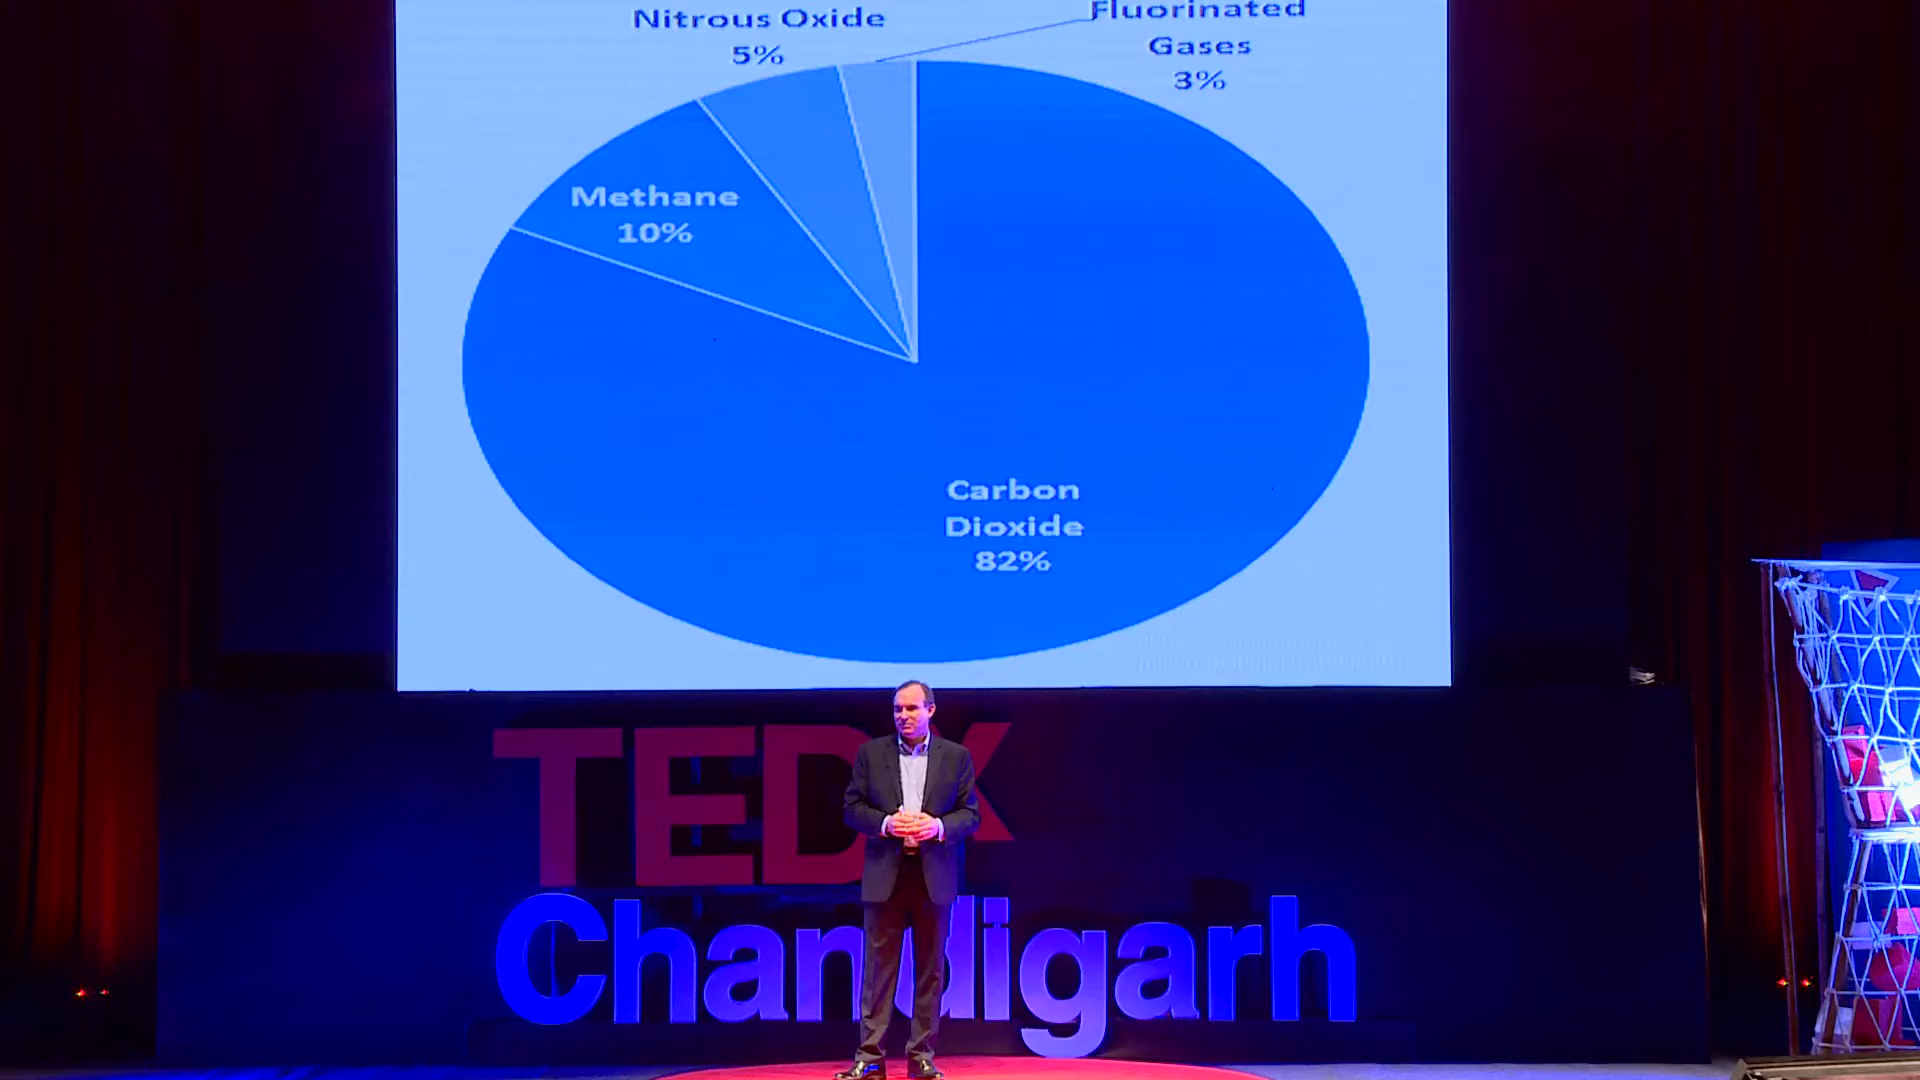 Nitrous Oxide
5%
Fluorinated
Gases
3%
Methane
10%
Carbon
Dioxide
82%
TEDx
Chandigarh